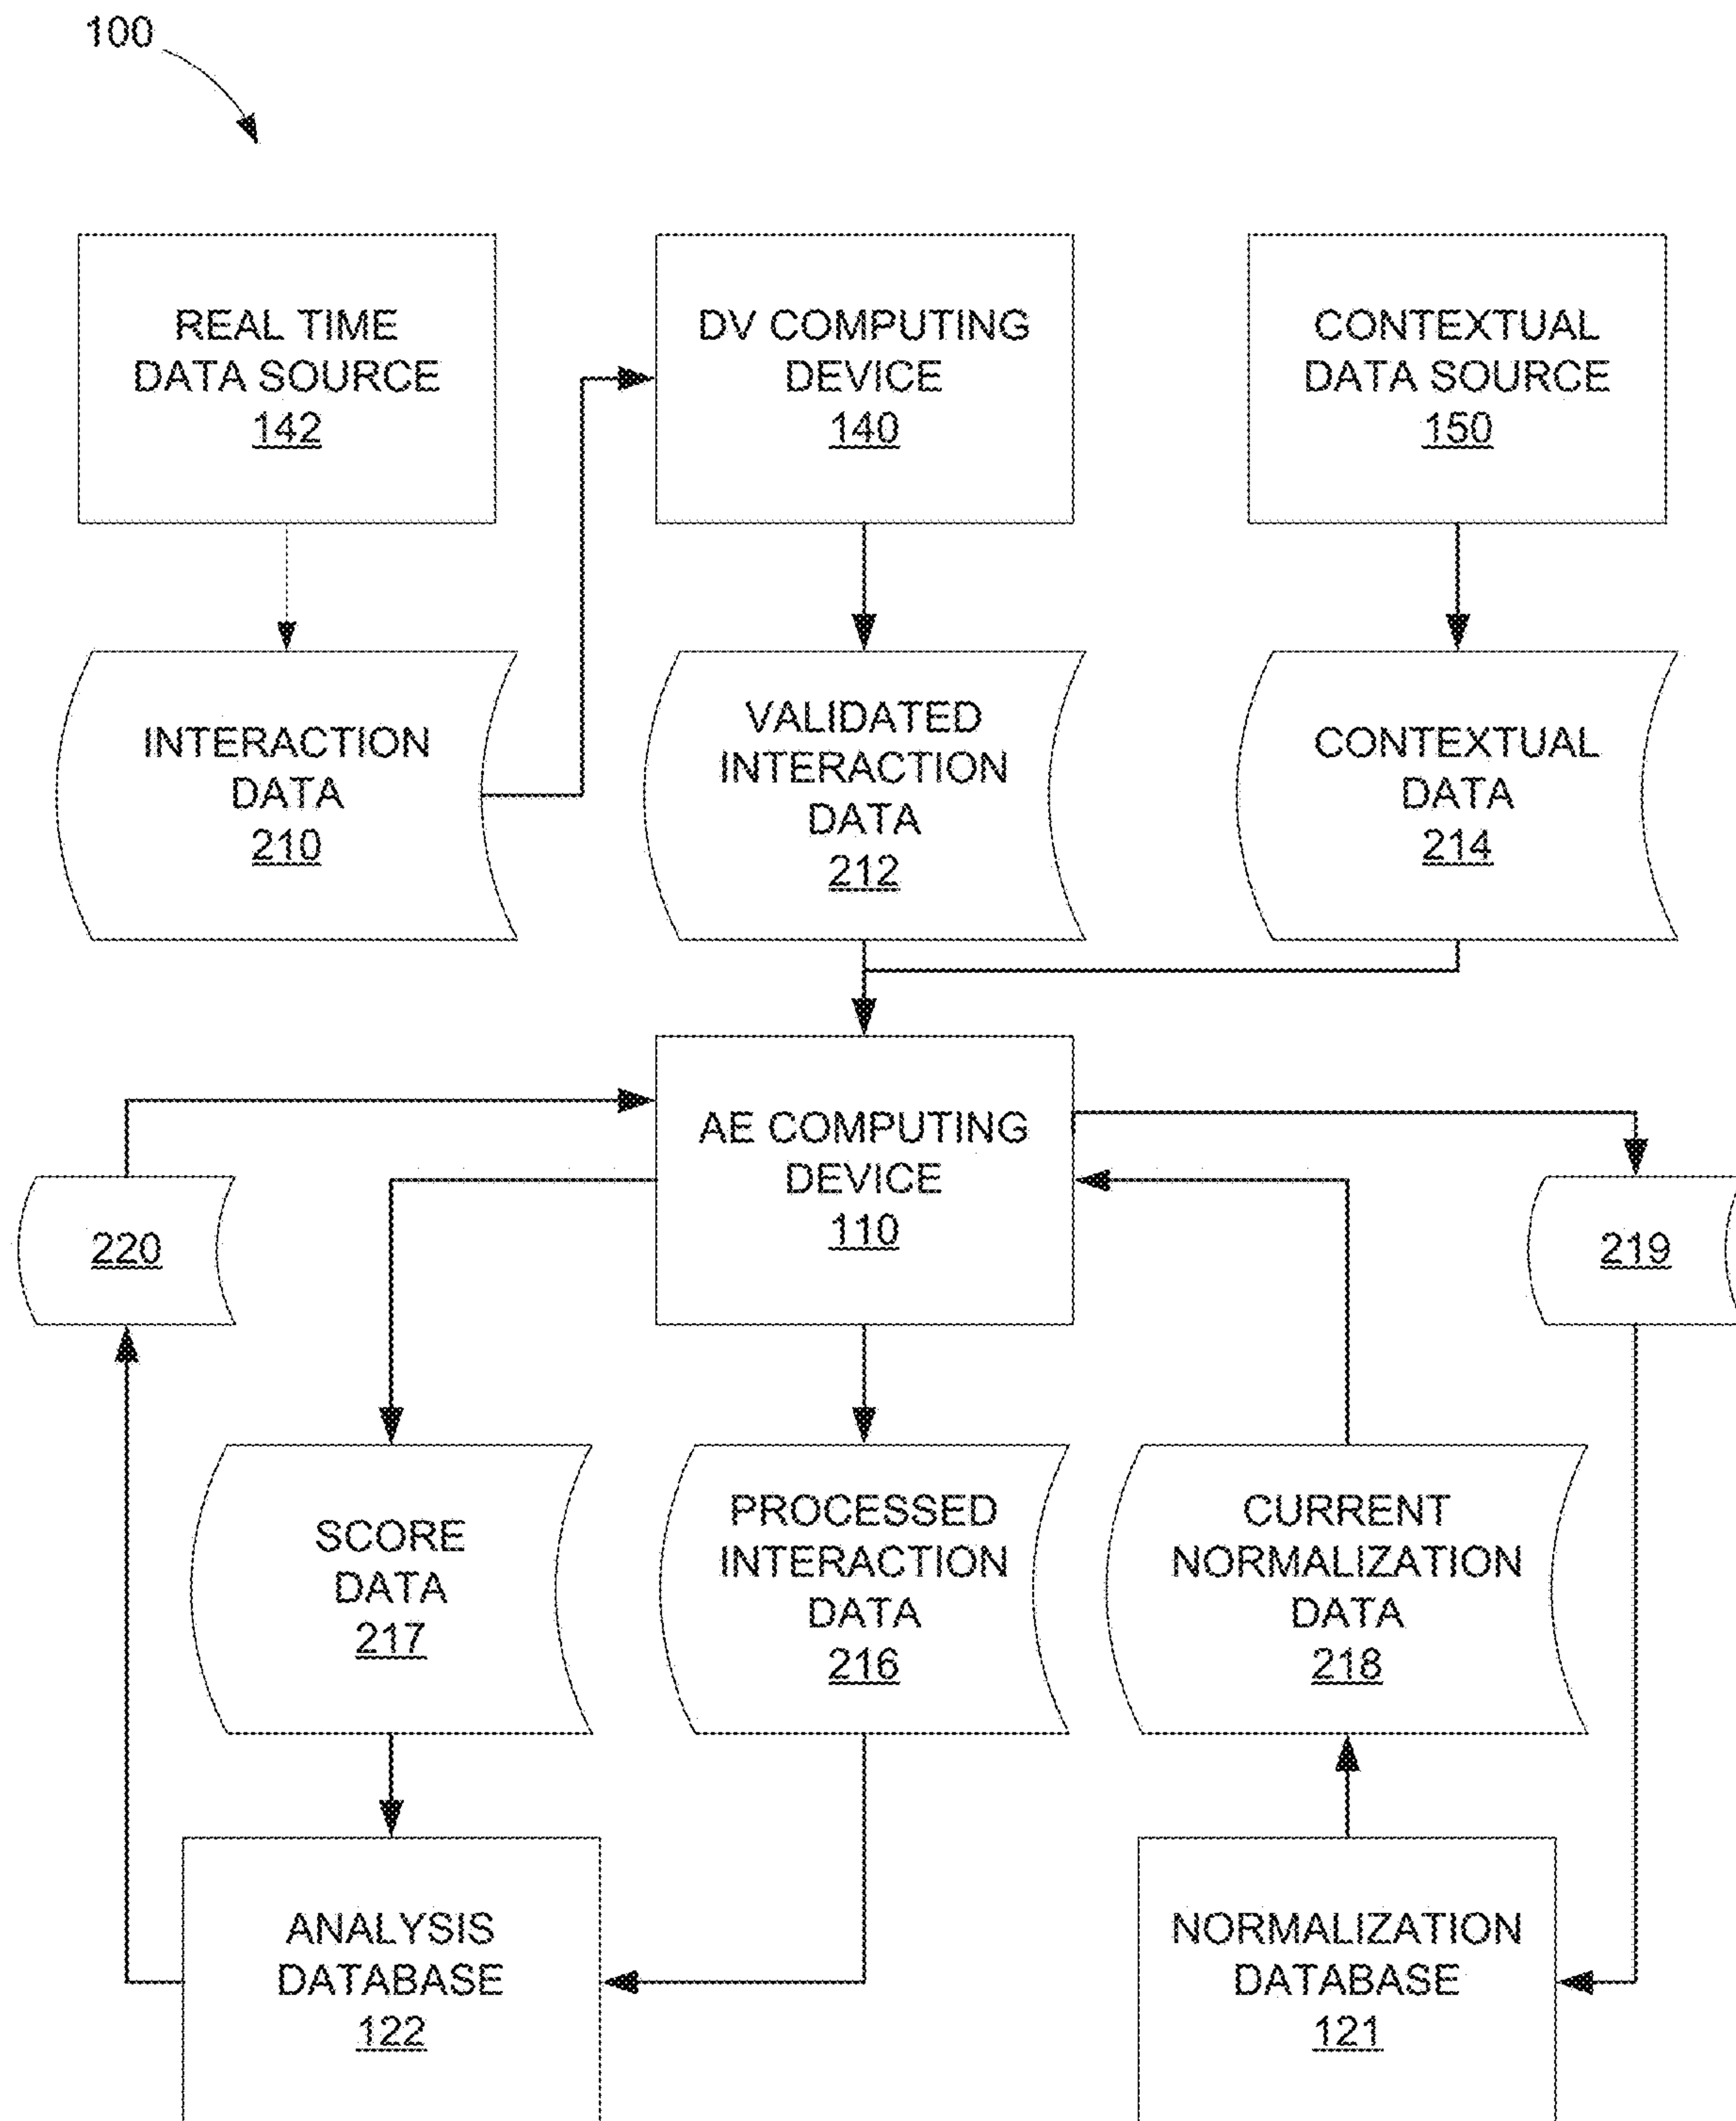 100
REAL TIME
DATA SOURCE
142
DV COMPUTING
DEVICE
140
CONTEXTUAL
DATA SOURCE
150
INTERACTION
DATA
210
VALIDATED
INTERACTION
DATA
212
CONTEXTUAL
DATA
214
AE COMPUTING
DEVICE
110
220
219
SCORE
DATA
217
PROCESSED
INTERACTION
DATA
216
CURRENT
NORMALIZATION
DATA
218
ANALYSIS
DATABASE
122
NORMALIZATION
DATABASE
121